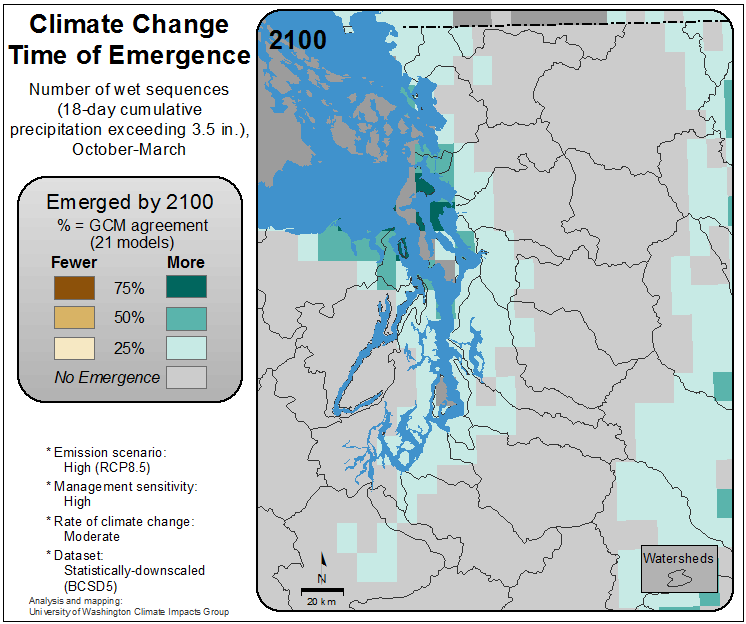 Climate Change
Time of Emergence
Number of wet sequences
(18-day cumulative
precipitation exceeding 3.5 in.),
October-March
Emerged by 2100
% = GCM agreement
(21 models)
Fewer More
75%
50%
25%
No Emergence
* Emission scenario:
High (RCP8.5)
* Management sensitivity:
High
* Rate of climate change:
Moderate
* Dataset:
Statistically-downscaled
(BCSD5)
Analysis and mapping:
University of Washington Climate Impacts Group
2100
N
20 km
Watersheds